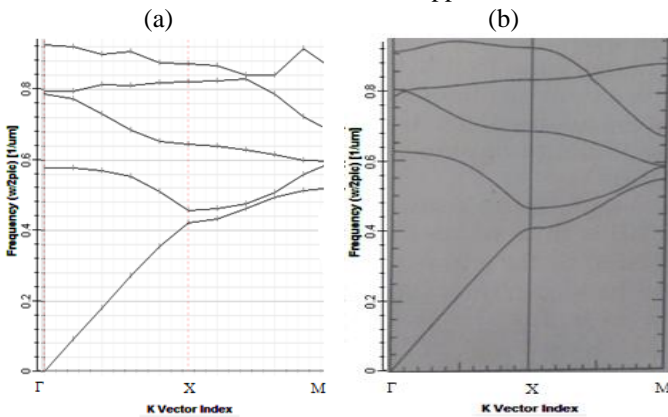 (a)
(b)
Frequency (w/2pic) [1/um]
0.8
0.6
0.4
0.2
0
Γ
X
M
K Vector Index
Frequency (w/2pic) [1/um]
0.8
0.6
0.4
0.2
0
Γ
X
M
K Vector Index